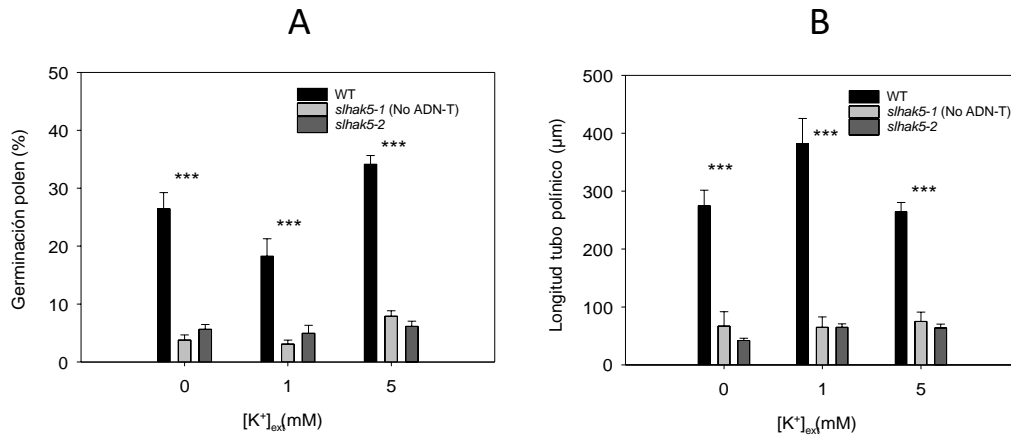 A
50
40
30
20
10
0
Germinación polen (%)
WT
slhak5-1 (No ADN-T)
slhak5-2
***
***
***
0 1 5
[K⁺]ext(mM)
B
500
400
300
200
100
0
Longitud tubo polínico (µm)
WT
slhak5-1 (No ADN-T)
slhak5-2
***
***
***
0 1 5
[K⁺]ext(mM)